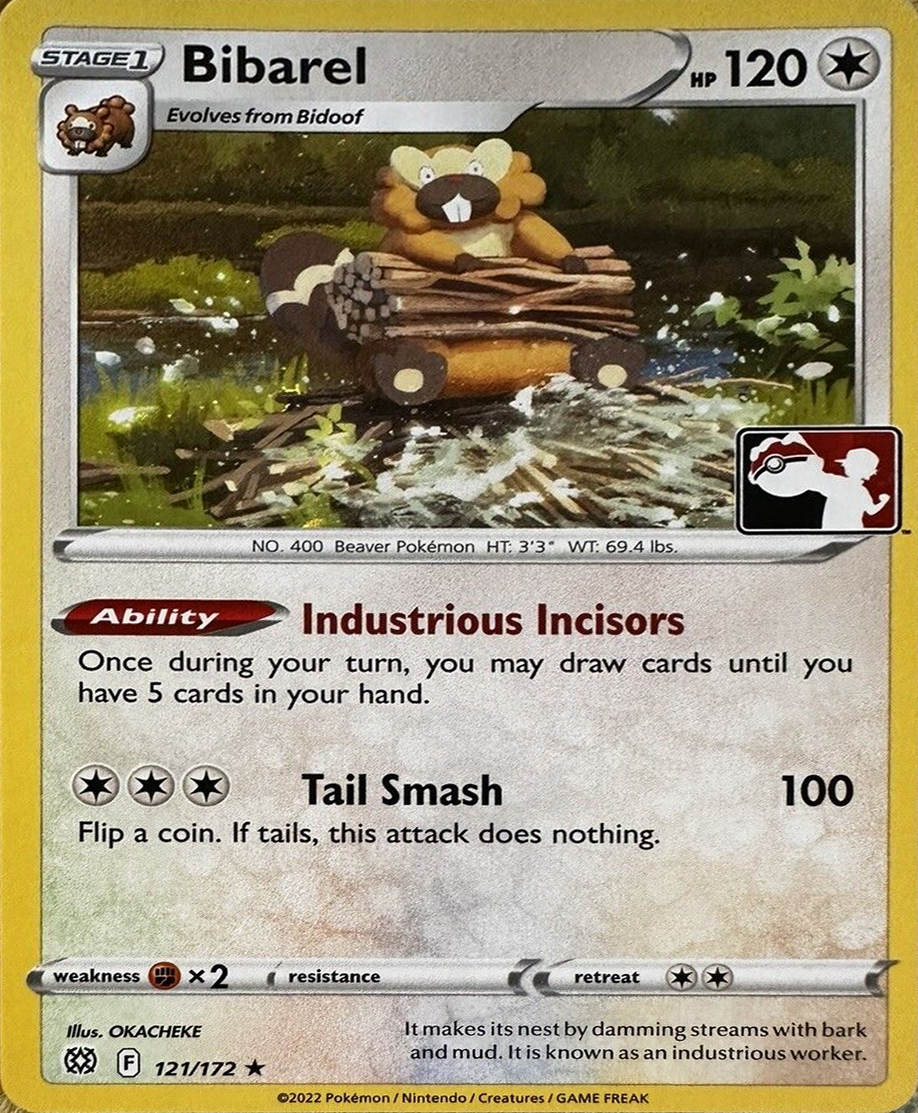 STAGE1 Bibarel HP 120
Evolves from Bidoof
NO. 400 Beaver Pokémon HT: 3'3" WT: 69.4 lbs.
Ability Industrious Incisors
Once during your turn, you may draw cards until you
have 5 cards in your hand.
Tail Smash 100
Flip a coin. If tails, this attack does nothing.
weakness ×2 resistance retreat
Illus. OKACHEKE
F 121/172 ★
It makes its nest by damming streams with bark
and mud. It is known as an industrious worker.
©2022 Pokémon / Nintendo / Creatures / GAME FREAK